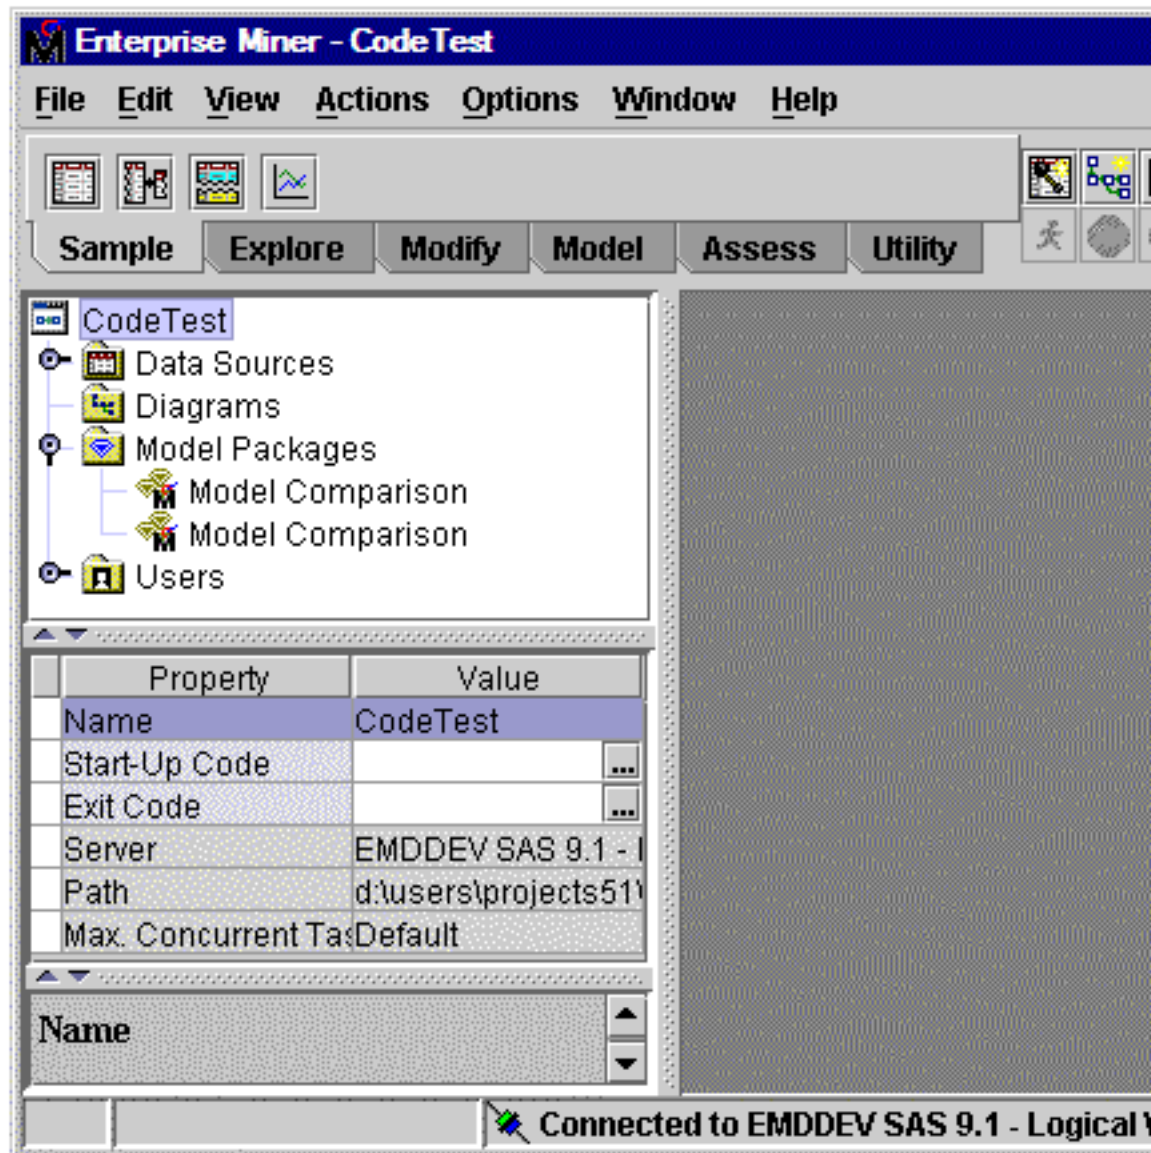 Enterprise Miner - CodeTest
File Edit View Actions Options Window Help
Sample Explore Modify Model Assess Utility
CodeTest
Data Sources
Diagrams
Model Packages
Model Comparison
Model Comparison
Users
Property Value
Name CodeTest
Start-Up Code ...
Exit Code ...
Server EMDDEV SAS 9.1 -
Path d:\users\projects51\
Max. Concurrent Tas Default
Name
Connected to EMDDEV SAS 9.1 - Logical